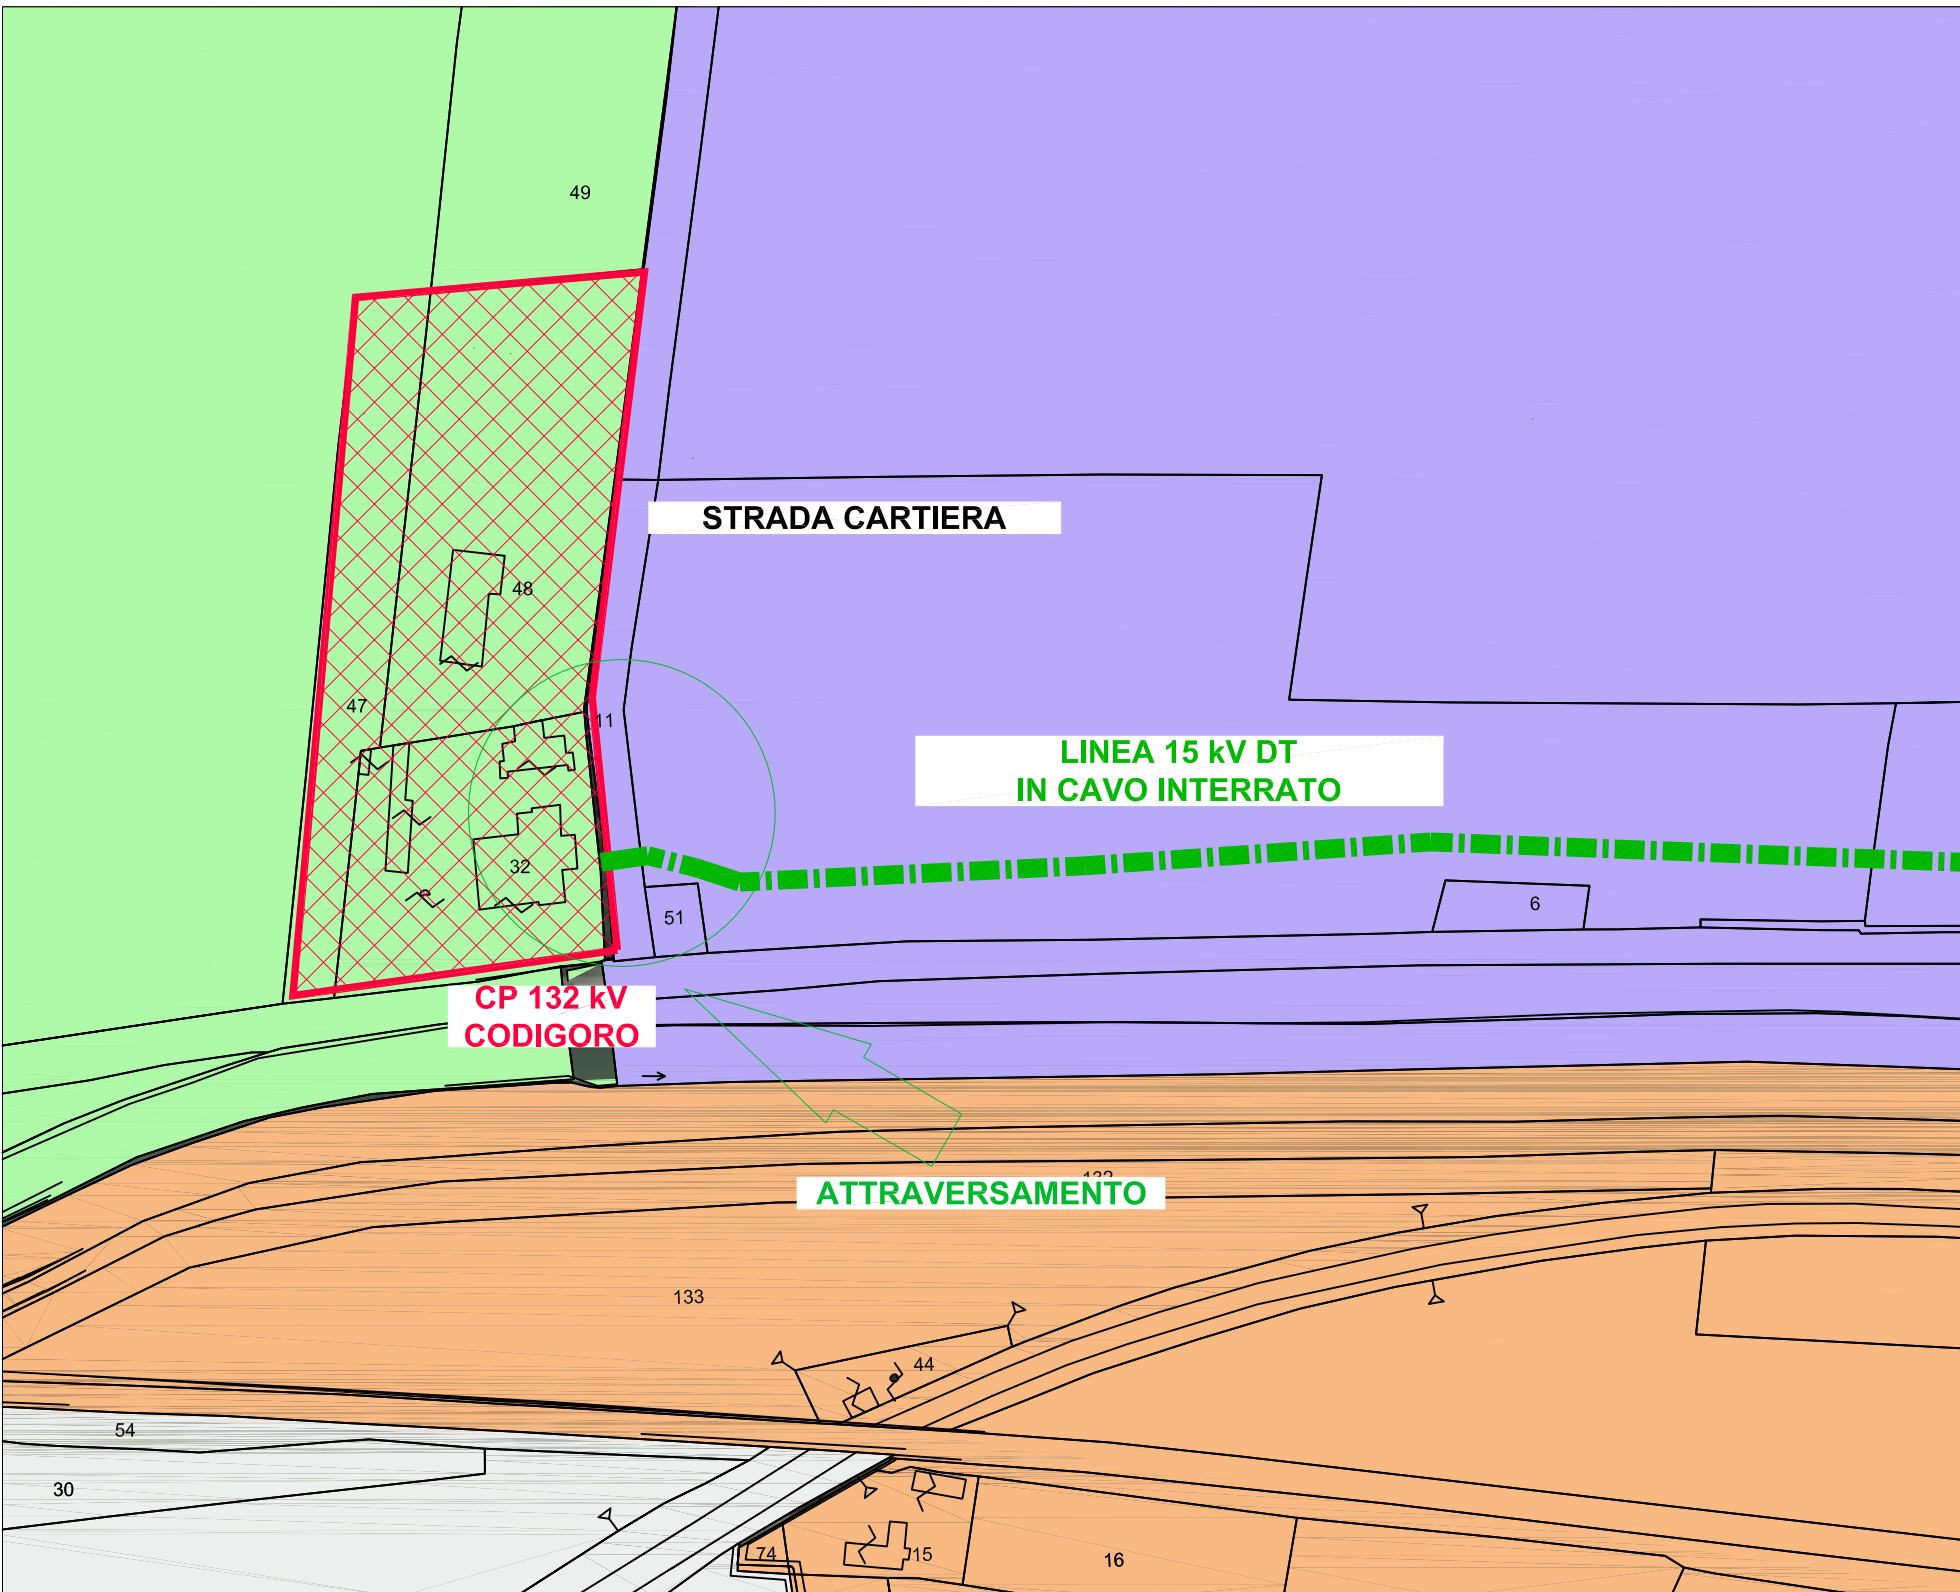 49
STRADA CARTIERA
48
47
11
LINEA 15 kV DT
IN CAVO INTERRATO
32
51
6
CP 132 kV
CODIGORO
ATTRAVERSAMENTO
133
44
54
30
74
15
16